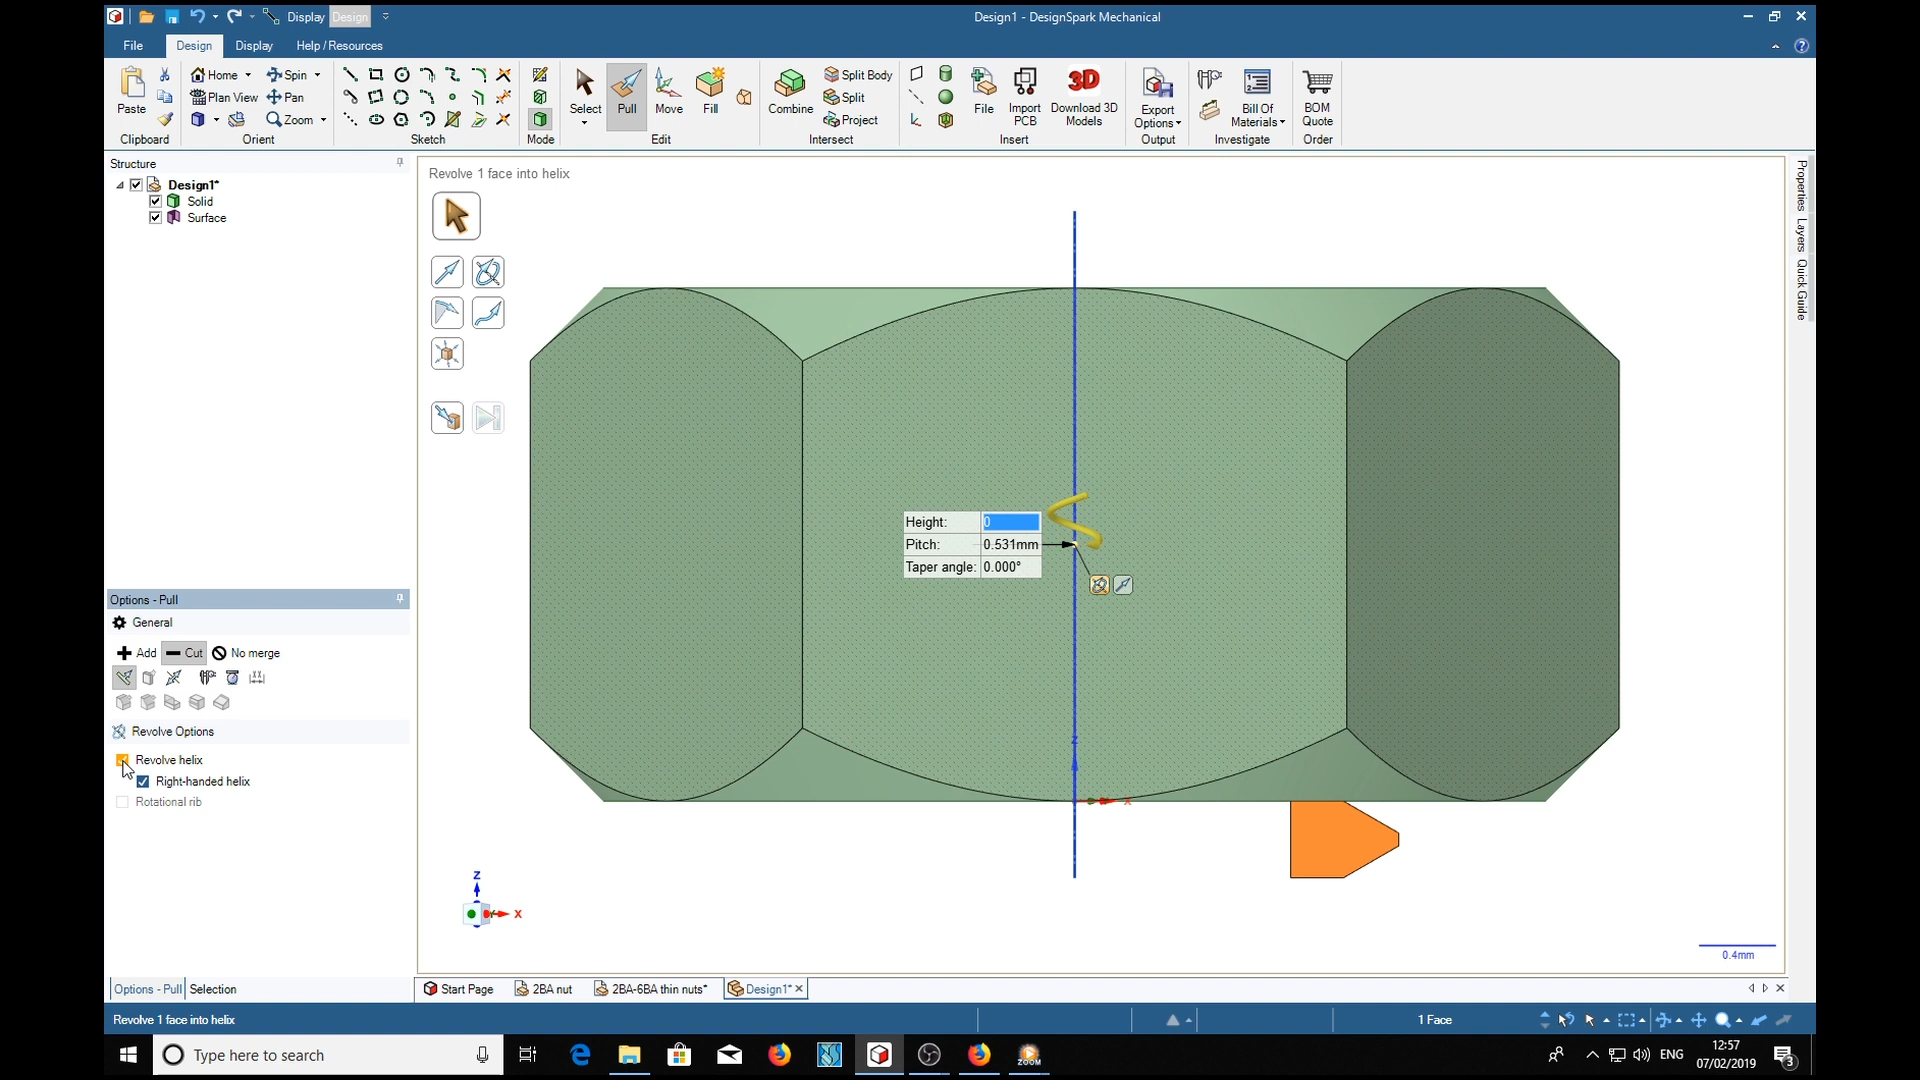 Display Design
Design1 - DesignSpark Mechanical
File Design Display Help / Resources
Paste
Clipboard
Home Spin
Plan View Pan
Zoom
Orient
Sketch
Mode
Select Pull Move Fill
Edit
Combine
Split Body
Split
Project
Intersect
File
Import PCB
Download 3D Models
3D
Insert
Export Options
Output
Bill Of Materials
Investigate
BOM Quote
Order
Structure
Design1*
Solid
Surface
Revolve 1 face into helix
Properties
Layers
Quick Guide
Height: 0
Pitch: 0.531mm
Taper angle: 0.000°
Z
X
Z
X
0.4mm
Options - Pull
General
Add Cut No merge
Revolve Options
Revolve helix
Right-handed helix
Rotational rib
Options - Pull Selection
Start Page 2BA nut 2BA-6BA thin nuts* Design1*
Revolve 1 face into helix
1 Face
Type here to search
ZOOM
ENG
12:57
07/02/2019
3